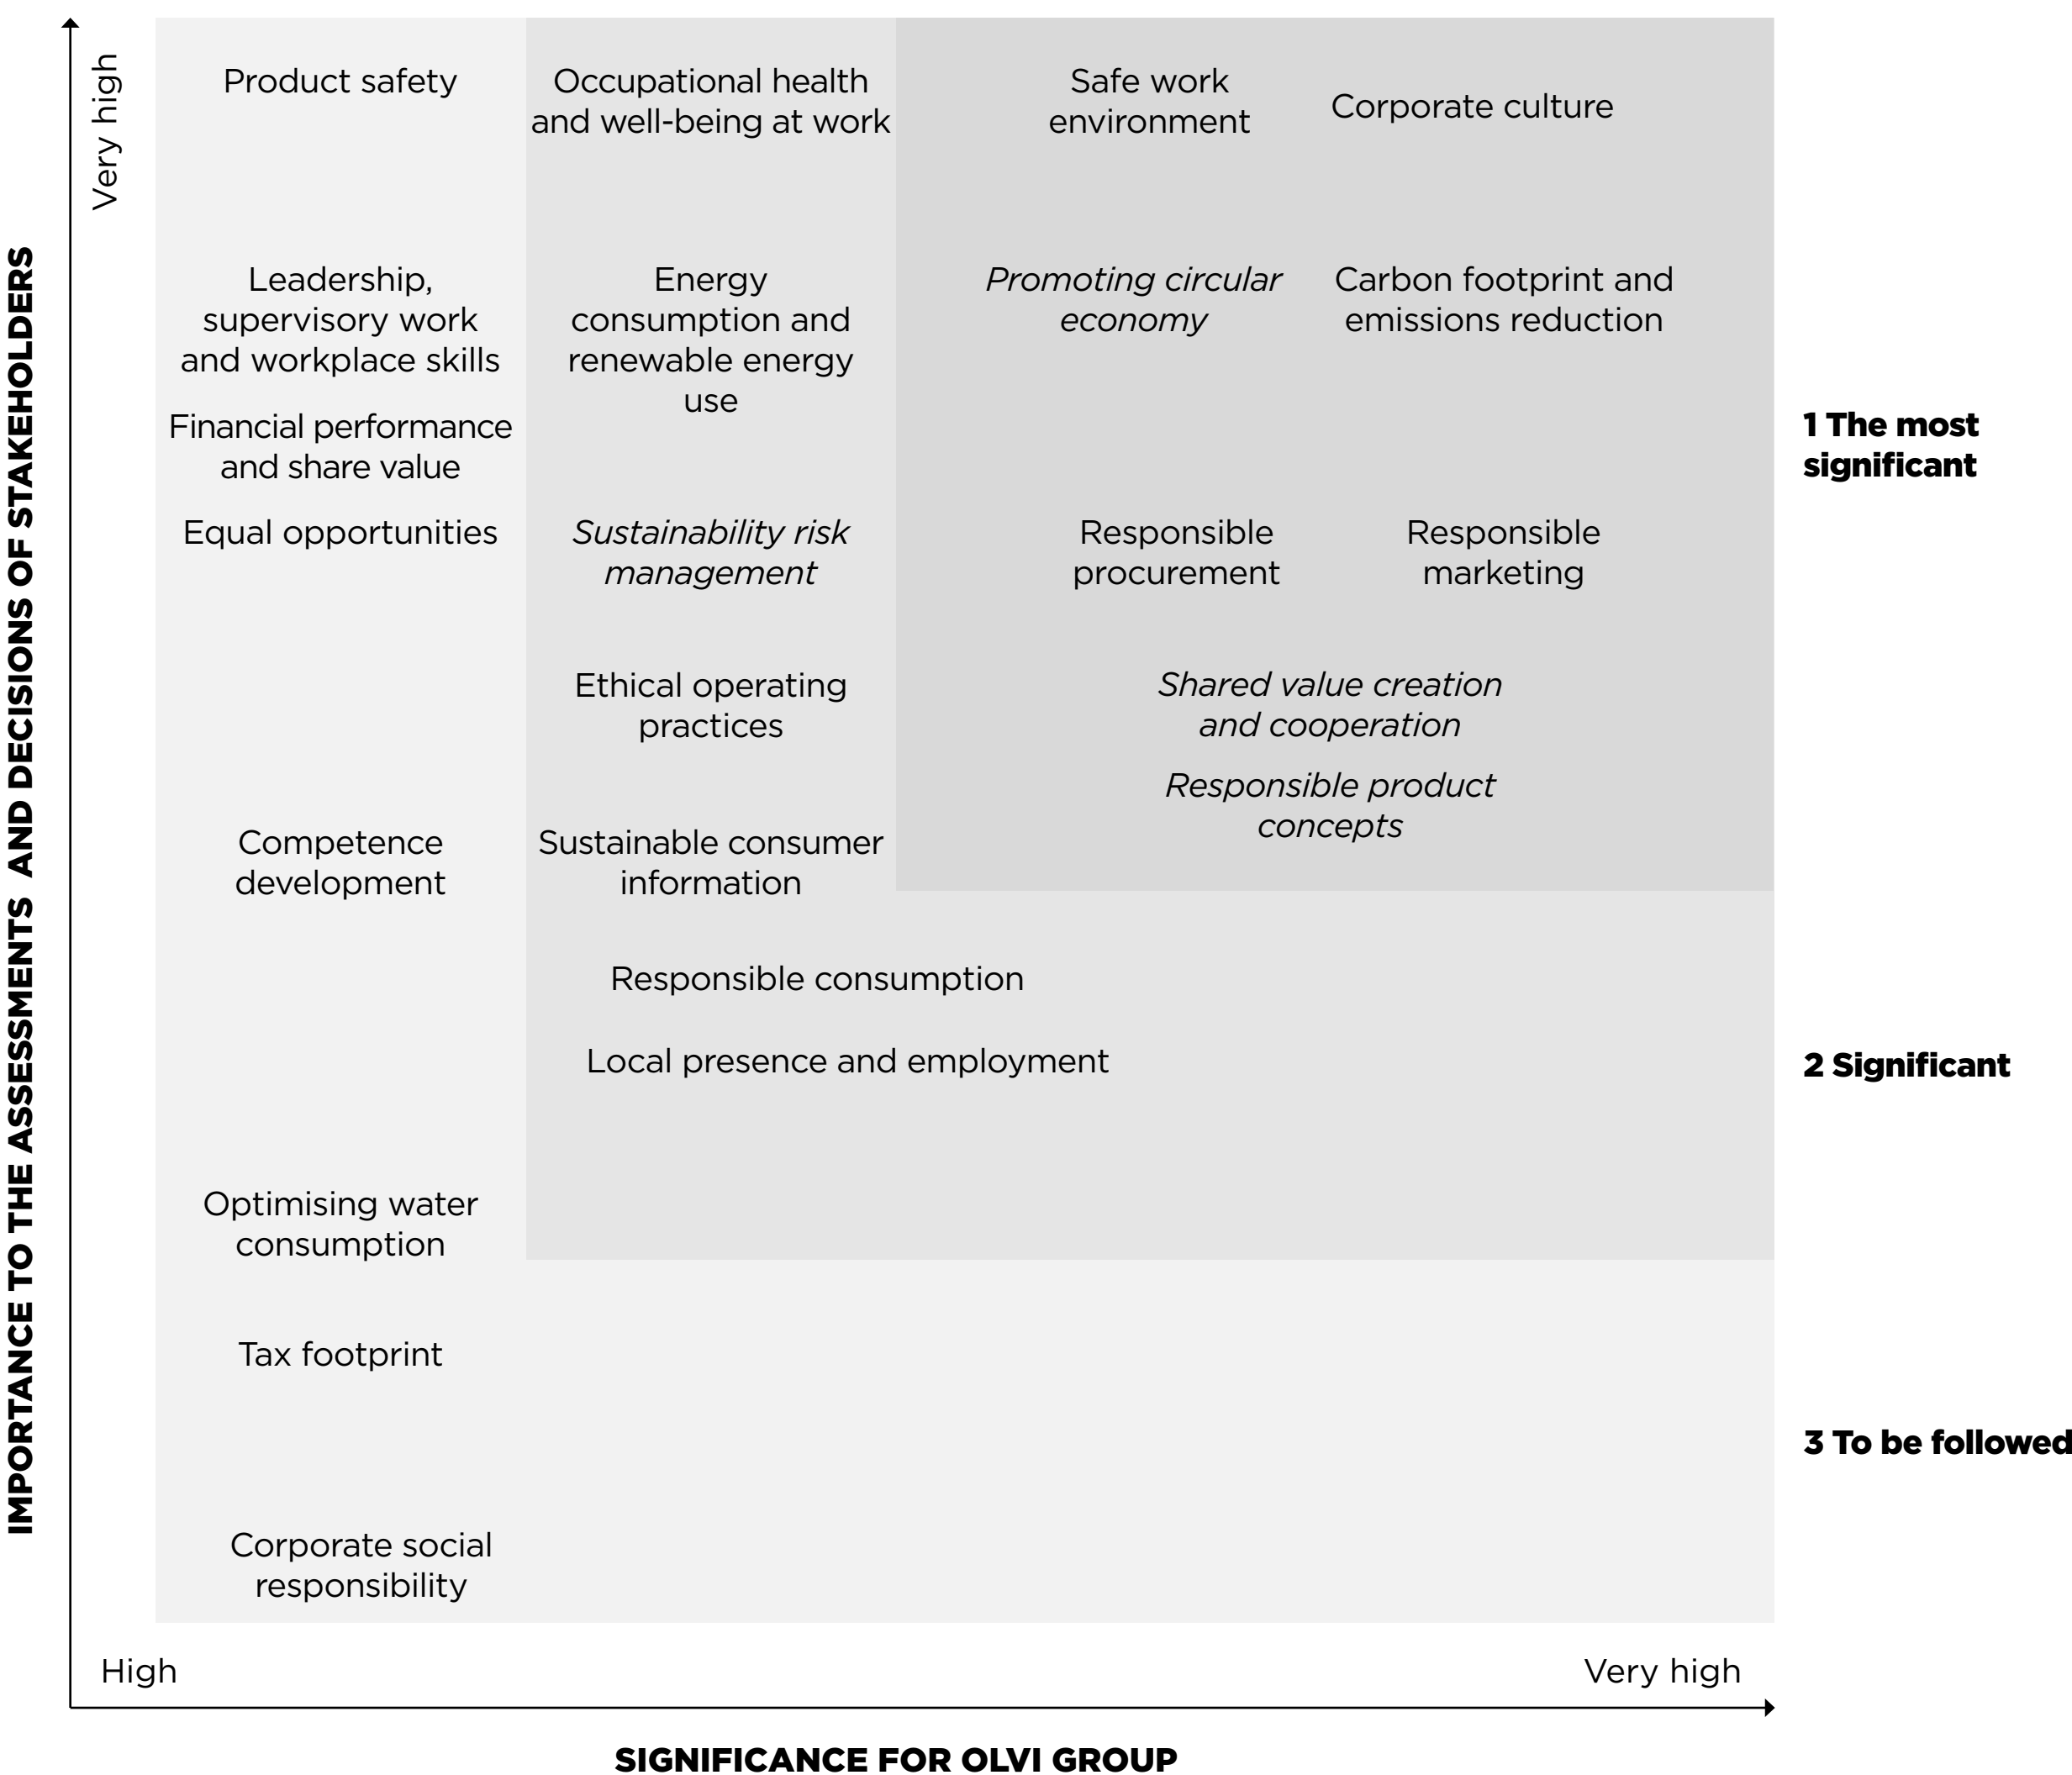 IMPORTANCE TO THE ASSESSMENTS AND DECISIONS OF STAKEHOLDERS
Very high
Product safety
Occupational health
and well-being at work
Safe work
environment
Corporate culture
Leadership,
supervisory work
and workplace skills
Energy
consumption and
renewable energy
use
Promoting circular
economy
Carbon footprint and
emissions reduction
Financial performance
and share value
1 The most
significant
Equal opportunities
Sustainability risk
management
Responsible
procurement
Responsible
marketing
Ethical operating
practices
Shared value creation
and cooperation
Responsible product
concepts
Competence
development
Sustainable consumer
information
Responsible consumption
Local presence and employment
2 Significant
Optimising water
consumption
Tax footprint
3 To be followed
Corporate social
responsibility
High
Very high
SIGNIFICANCE FOR OLVI GROUP